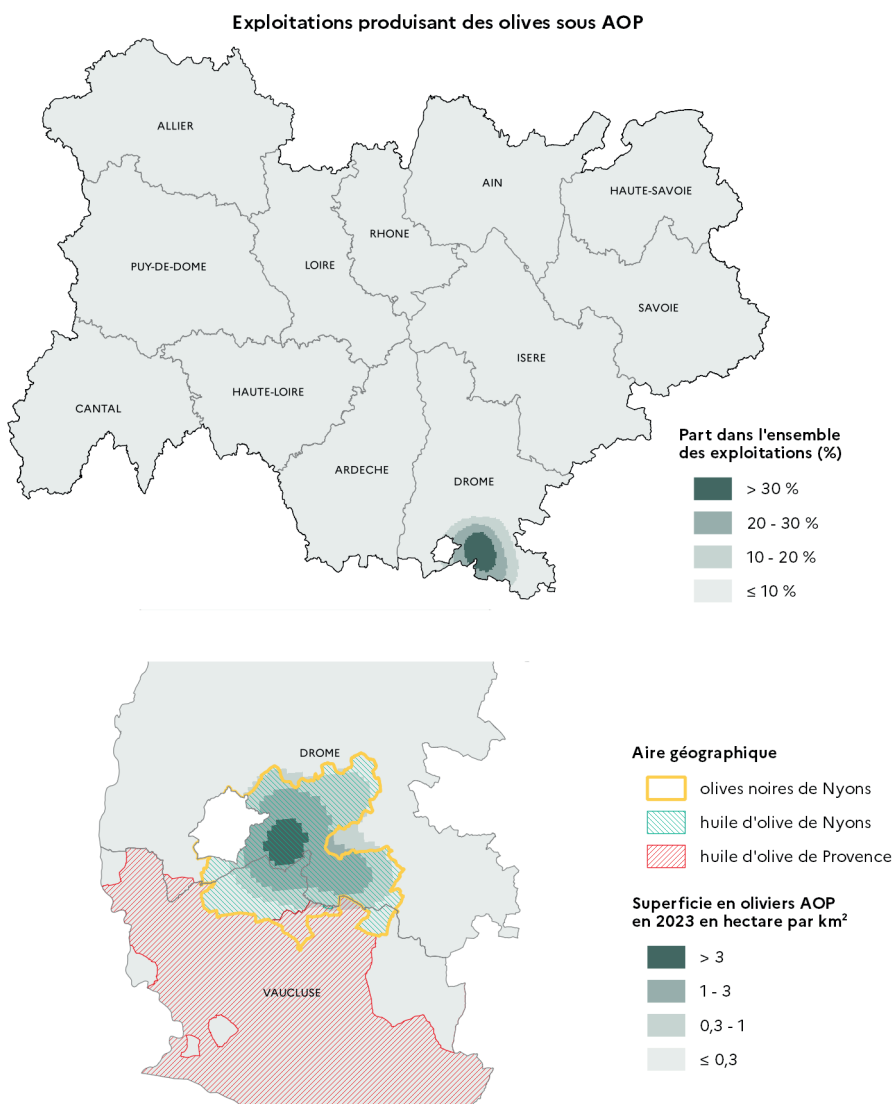 Exploitations produisant des olives sous AOP
ALLIER
AIN
HAUTE-SAVOIE
RHONE
PUY-DE-DOME
LOIRE
SAVOIE
ISERE
HAUTE-LOIRE
CANTAL
ARDECHE
DROME
Part dans l'ensemble
des exploitations (%)
> 30 %
20 - 30 %
10 - 20 %
≤ 10 %
DROME
VAUCLUSE
Aire géographique
olives noires de Nyons
huile d'olive de Nyons
huile d'olive de Provence
Superficie en oliviers AOP
en 2023 en hectare par km²
> 3
1 - 3
0,3 - 1
≤ 0,3